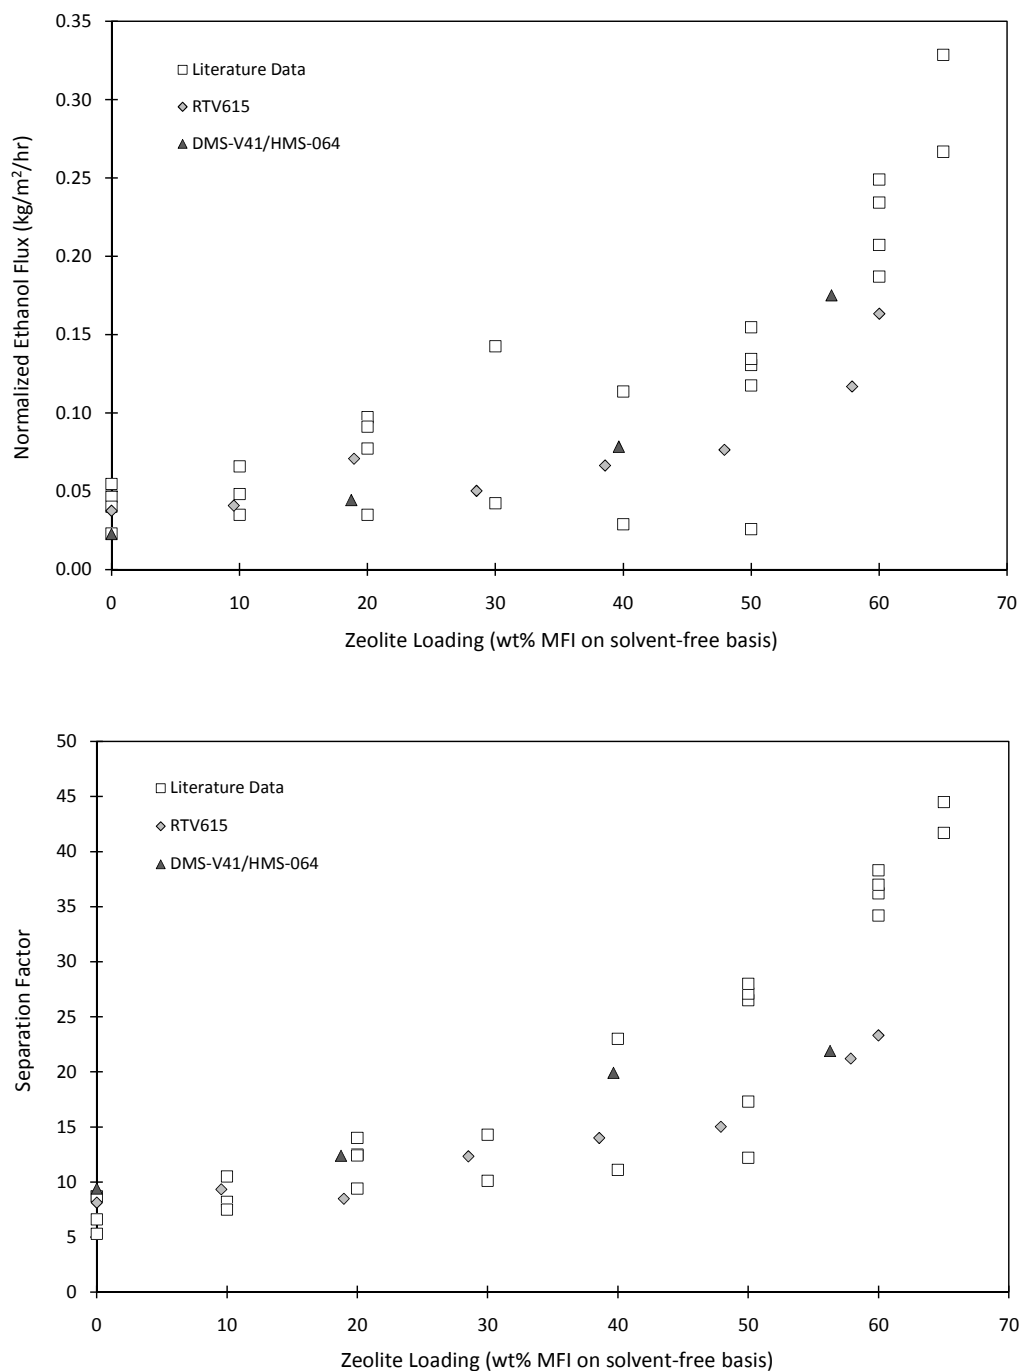 0.35
0.30
0.25
0.20
0.15
0.10
0.05
0.00
Normalized Ethanol Flux (kg/m²/hr)
Literature Data
RTV615
DMS-V41/HMS-064
0 10 20 30 40 50 60 70
Zeolite Loading (wt% MFI on solvent-free basis)
50
45
40
35
30
25
20
15
10
5
0
Separation Factor
Literature Data
RTV615
DMS-V41/HMS-064
0 10 20 30 40 50 60 70
Zeolite Loading (wt% MFI on solvent-free basis)